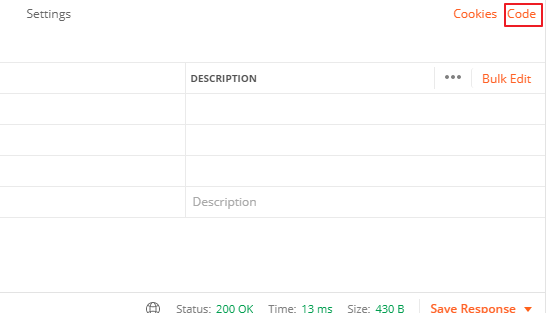 Settings Cookies Code
DESCRIPTION ••• Bulk Edit
Description
Status: 200 OK Time: 13 ms Size: 430 B Save Response